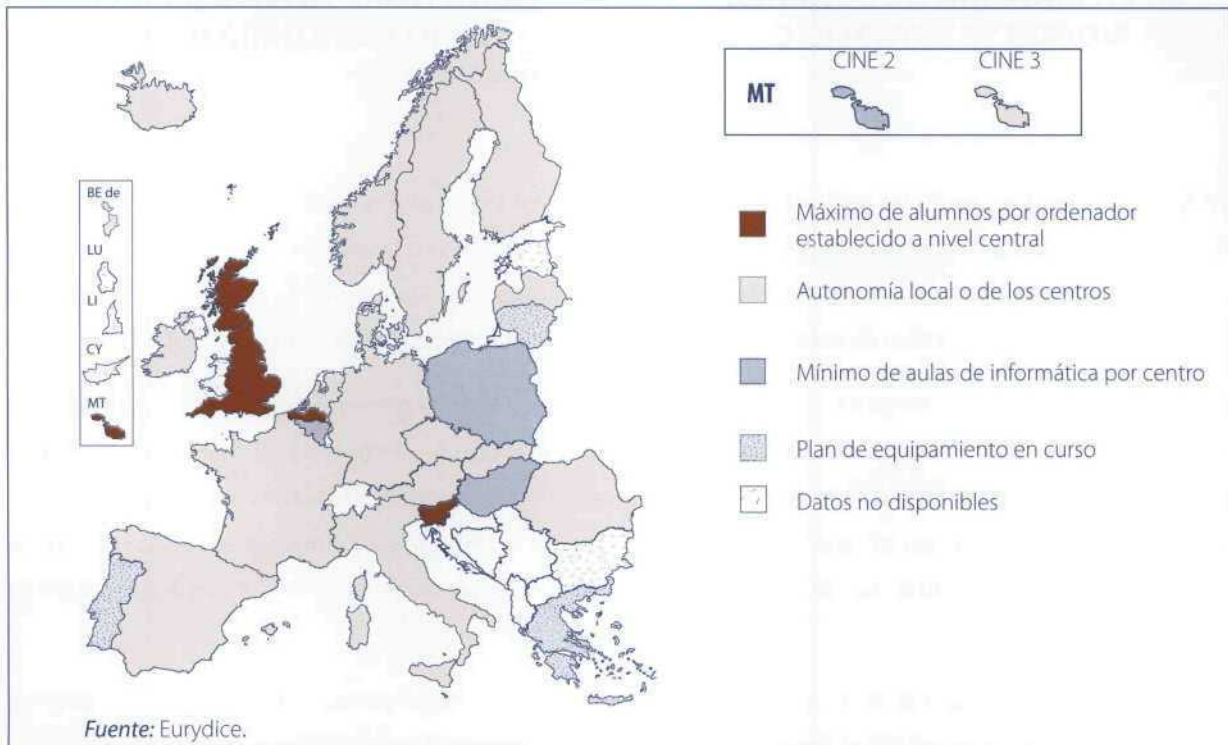 CINE 2 CINE 3
MT
BE de
LU
LI
CY
MT
Máximo de alumnos por ordenador
establecido a nivel central
Autonomía local o de los centros
Mínimo de aulas de informática por centro
Plan de equipamiento en curso
Datos no disponibles
Fuente: Eurydice.